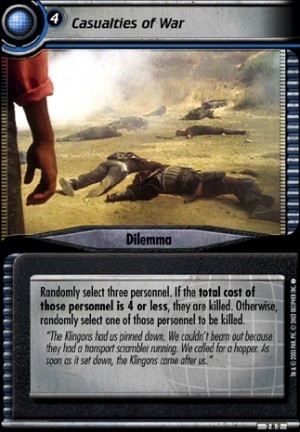 4
Casualties of War
Dilemma
Randomly select three personnel. If the total cost of
those personnel is 4 or less, they are killed. Otherwise,
randomly select one of those personnel to be killed.
"The Klingons had us pinned down. We couldn't beam out because
they had a transport scrambler running. We called for a hopper. As
soon as it set down, the Klingons came after us."